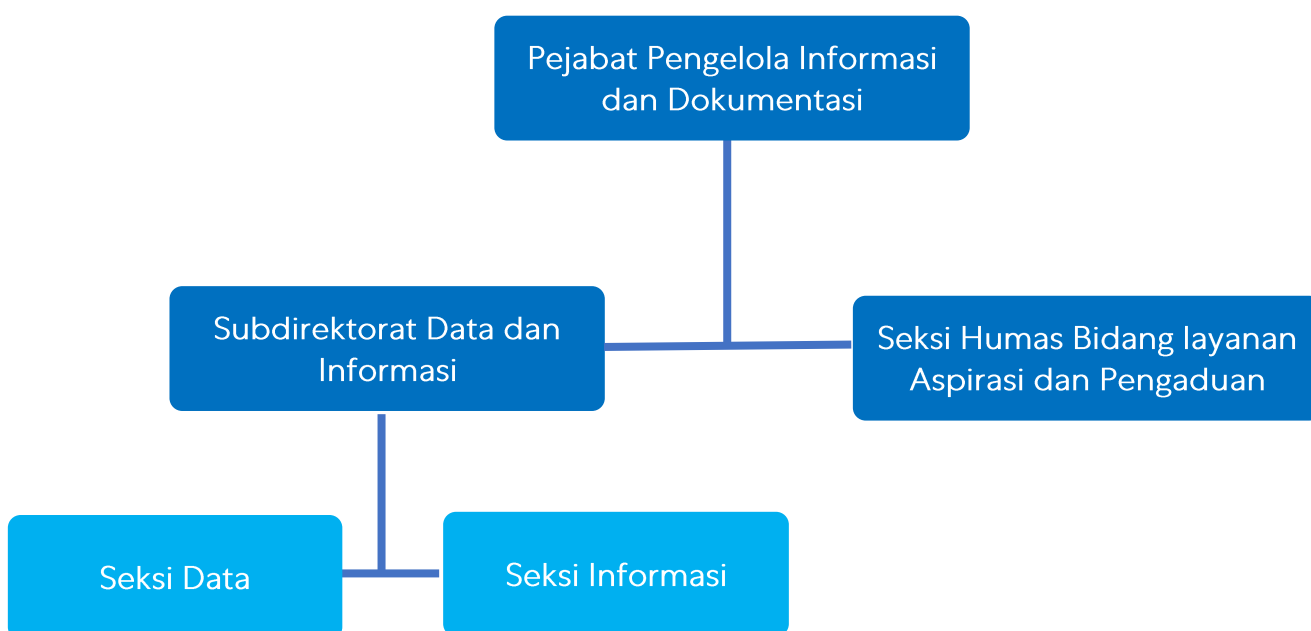 Pejabat Pengelola Informasi
dan Dokumentasi
Subdirektorat Data dan
Informasi
Seksi Humas Bidang layanan
Aspirasi dan Pengaduan
Seksi Data
Seksi Informasi